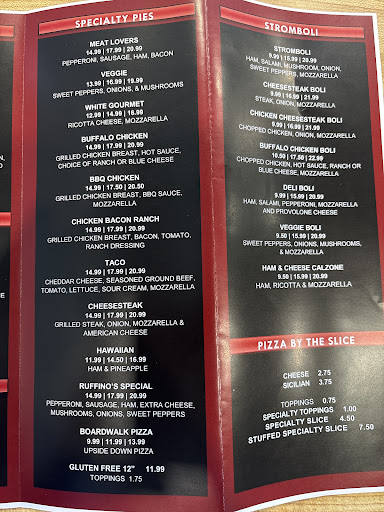 SPECIALTY PIES
MEAT LOVERS
14.99 | 17.99 | 20.99
PEPPERONI, SAUSAGE, HAM, BACON
VEGGIE
13.99 | 16.99 | 19.99
SWEET PEPPERS, ONIONS, & MUSHROOMS
WHITE GOURMET
12.99 | 14.99 | 16.99
RICOTTA CHEESE, MOZZARELLA
BUFFALO CHICKEN
14.99 | 17.99 | 20.99
GRILLED CHICKEN BREAST, HOT SAUCE,
CHOICE OF RANCH OR BLUE CHEESE
BBQ CHICKEN
14.99 | 17.50 | 20.50
GRILLED CHICKEN BREAST, BBQ SAUCE,
MOZZARELLA
CHICKEN BACON RANCH
14.99 | 17.99 | 20.99
GRILLED CHICKEN BREAST, BACON, TOMATO,
RANCH DRESSING
TACO
14.99 | 17.99 | 20.99
CHEDDAR CHEESE, SEASONED GROUND BEEF,
TOMATO, LETTUCE, SOUR CREAM, MOZZARELLA
CHEESESTEAK
14.99 | 17.99 | 20.99
GRILLED STEAK, ONION, MOZZARELLA &
AMERICAN CHEESE
HAWAIIAN
11.99 | 14.50 | 16.99
HAM & PINEAPPLE
RUFFINO'S SPECIAL
14.99 | 17.99 | 20.99
PEPPERONI, SAUSAGE, HAM, EXTRA CHEESE,
MUSHROOMS, ONIONS, SWEET PEPPERS
BOARDWALK PIZZA
9.99 | 11.99 | 13.99
UPSIDE DOWN PIZZA
GLUTEN FREE 12" 11.99
TOPPINGS 1.75
STROMBOLI
STROMBOLI
9.99 | 15.99 | 20.99
HAM, SALAMI, MUSHROOM, ONION,
SWEET PEPPERS, MOZZARELLA
CHEESESTEAK BOLI
9.99 | 16.99 | 21.99
STEAK, ONION, MOZZARELLA
CHICKEN CHEESESTEAK BOLI
9.99 | 16.99 | 21.99
CHOPPED CHICKEN, ONION, MOZZARELLA
BUFFALO CHICKEN BOLI
10.50 | 17.50 | 22.99
CHOPPED CHICKEN, HOT SAUCE, RANCH OR
BLUE CHEESE, MOZZARELLA
DELI BOLI
9.99 | 15.99 | 20.99
HAM, SALAMI, PEPPERONI, MOZZARELLA
AND PROVOLONE CHEESE
VEGGIE BOLI
9.50 | 15.99 | 20.99
SWEET PEPPERS, ONIONS, MUSHROOMS,
& MOZZARELLA
HAM & CHEESE CALZONE
9.50 | 15.99 | 20.99
HAM, RICOTTA & MOZZARELLA
PIZZA BY THE SLICE
CHEESE 2.75
SICILIAN 3.75
TOPPINGS 0.75
SPECIALTY TOPPINGS 1.00
SPECIALTY SLICE 4.50
STUFFED SPECIALTY SLICE 7.50